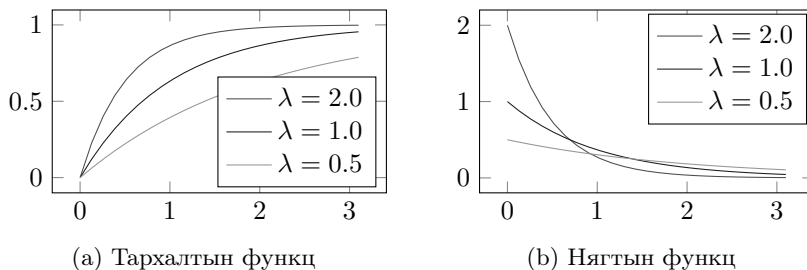 1
0.5
0
0 1 2 3
λ = 2.0
λ = 1.0
λ = 0.5
(a) Тархалтын функц
2
1
0
0 1 2 3
λ = 2.0
λ = 1.0
λ = 0.5
(b) Нягтын функц